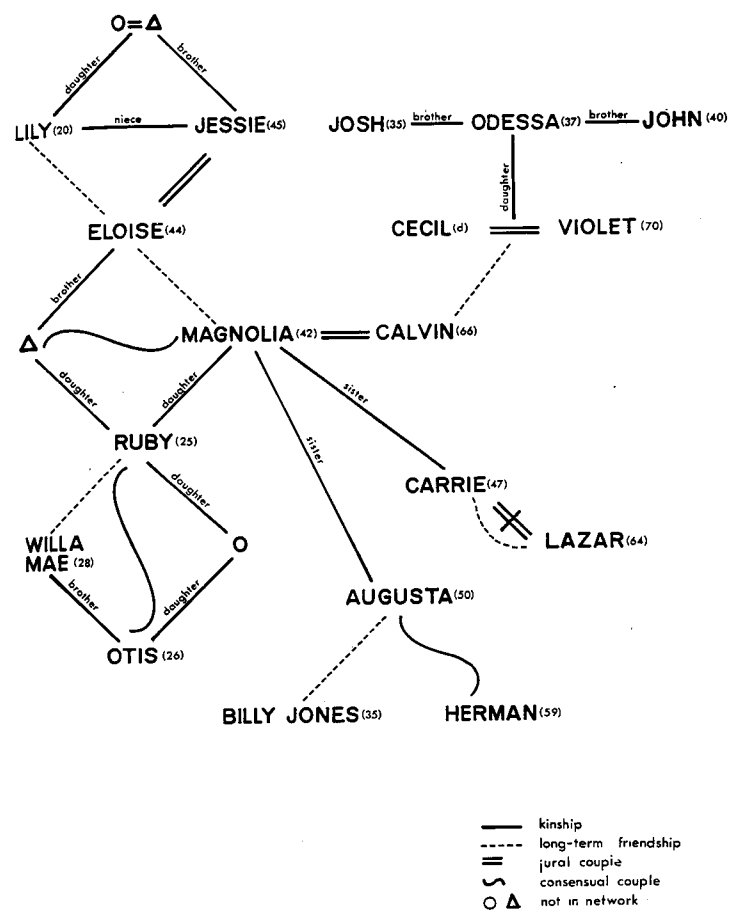 O=Δ
daughter
brother
LILY(20)
niece
JESSIE(45)
JOSH(35)
brother
ODESSA(37)
brother
JOHN(40)
daughter
ELOISE(44)
CECIL(d)
VIOLET(70)
brother
Δ
MAGNOLIA(42)
CALVIN(66)
daughter
daughter
sister
sister
RUBY(25)
daughter
CARRIE(47)
WILLA
MAE(28)
O
LAZAR(64)
brother
daughter
AUGUSTA(50)
OTIS(26)
BILLY JONES(35)
HERMAN(59)
kinship
long-term friendship
jural couple
consensual couple
O Δ not in network